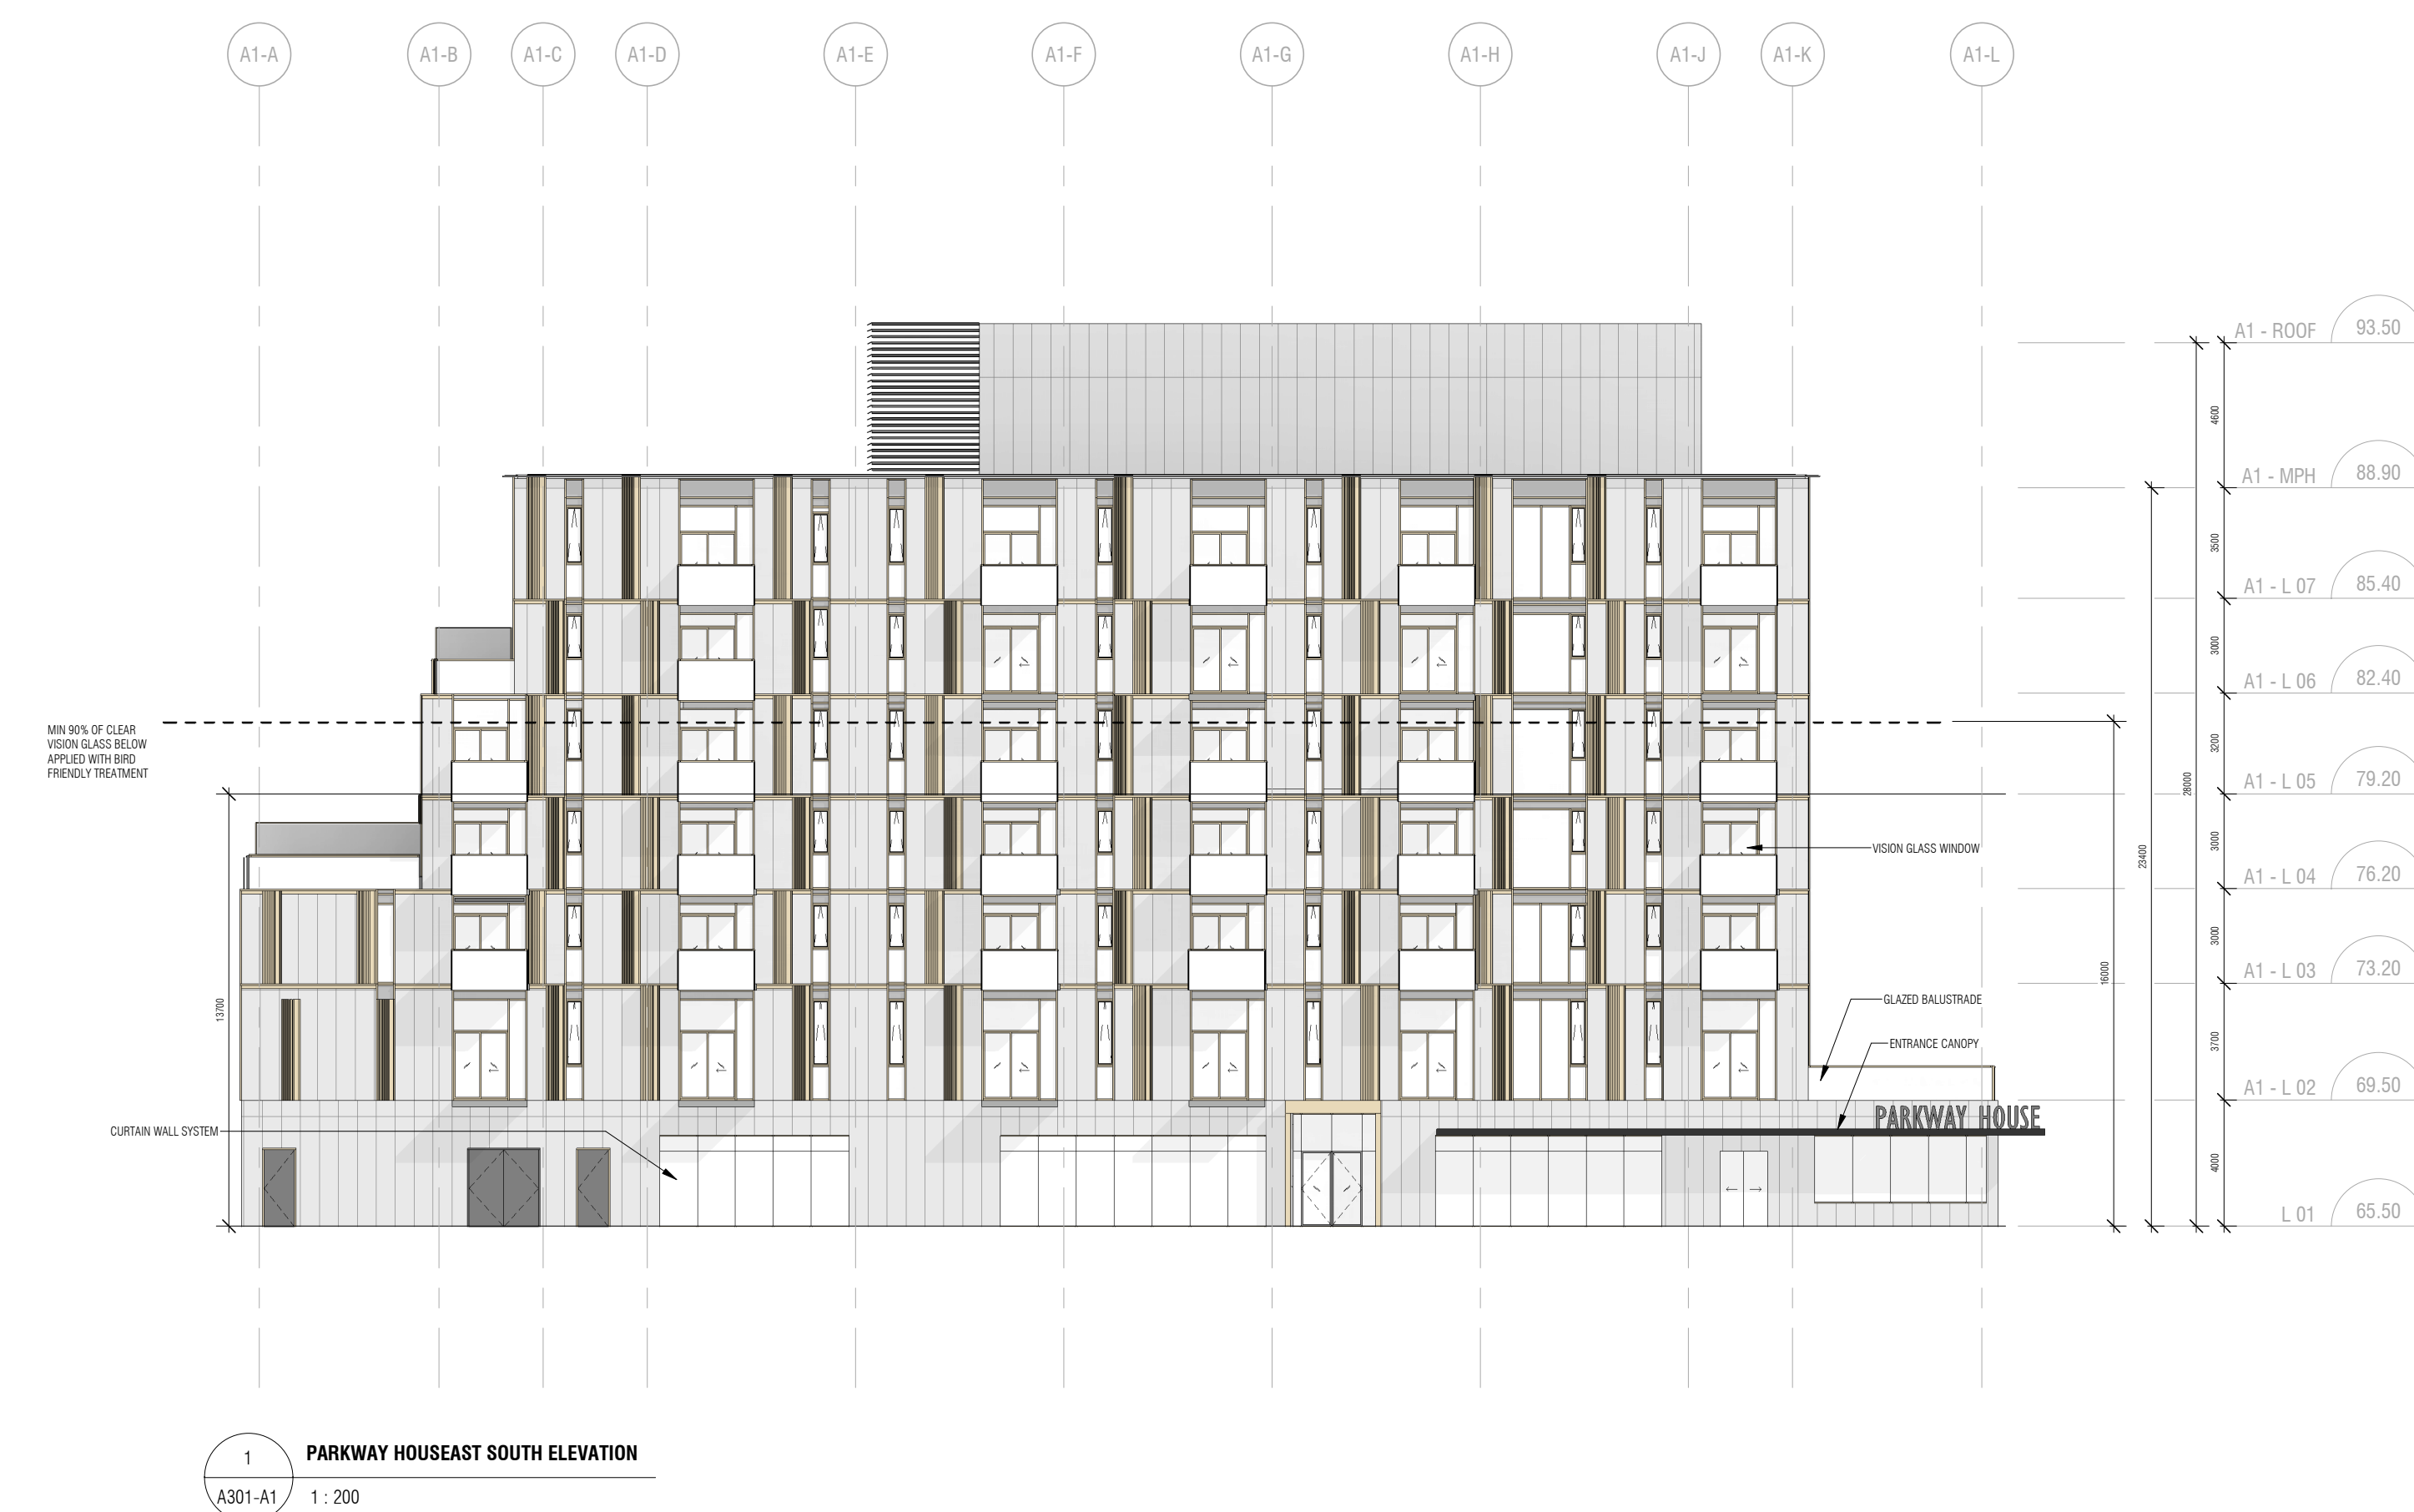 A1-A
A1-B
A1-C
A1-D
A1-E
A1-F
A1-G
A1-H
A1-J
A1-K
A1-L
A1 - ROOF 93.50
4600
A1 - MPH 88.90
3500
A1 - L 07 85.40
3000
A1 - L 06 82.40
MIN 90% OF CLEAR
VISION GLASS BELOW
APPLIED WITH BIRD
FRIENDLY TREATMENT
3200
28000
A1 - L 05 79.20
VISION GLASS WINDOW
23400
3000
A1 - L 04 76.20
3000
16000
A1 - L 03 73.20
13700
GLAZED BALUSTRADE
ENTRANCE CANOPY
3700
A1 - L 02 69.50
PARKWAY HOUSE
CURTAIN WALL SYSTEM
4000
L 01 65.50
1
PARKWAY HOUSEAST SOUTH ELEVATION
A301-A1
1 : 200